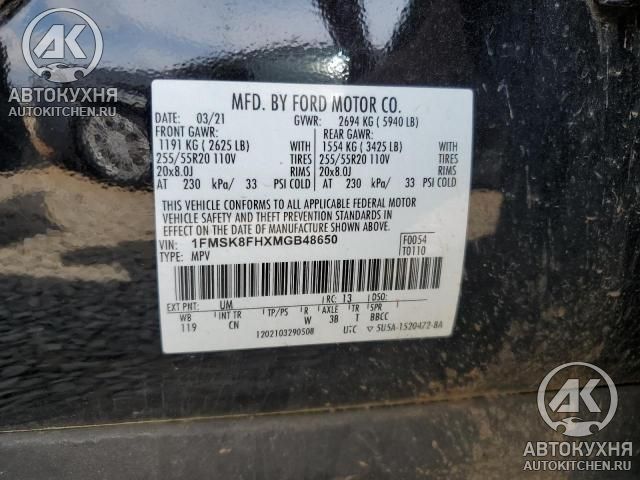 АК
АВТОКУХНЯ
AUTOKITCHEN.RU
MFD. BY FORD MOTOR CO.
DATE: 03/21 GVWR: 2694 KG ( 5940 LB)
FRONT GAWR: REAR GAWR:
1191 KG ( 2625 LB) 1554 KG ( 3425 LB)
255/55R20 110V TIRES 255/55R20 110V TIRES
20x8.0J RIMS 20x8.0J RIMS
AT 230 kPa/ 33 PSI COLD AT 230 kPa/ 33 PSI COLD
THIS VEHICLE CONFORMS TO ALL APPLICABLE FEDERAL MOTOR
VEHICLE SAFETY AND THEFT PREVENTION STANDARDS IN
EFFECT ON THE DATE OF MANUFACTURE SHOWN ABOVE.
VIN: 1FMSK8FHXMGB48650 F0054
TYPE: MPV T0110
EXT PNT: UM RC: 13 DSO:
WB INT TR TP/PS R AXLE TR SPR
119 CN W 3B T BBCC
1202103290508 UTC ▽ 5U5A-1520472-BA
АК
АВТОКУХНЯ
AUTOKITCHEN.RU